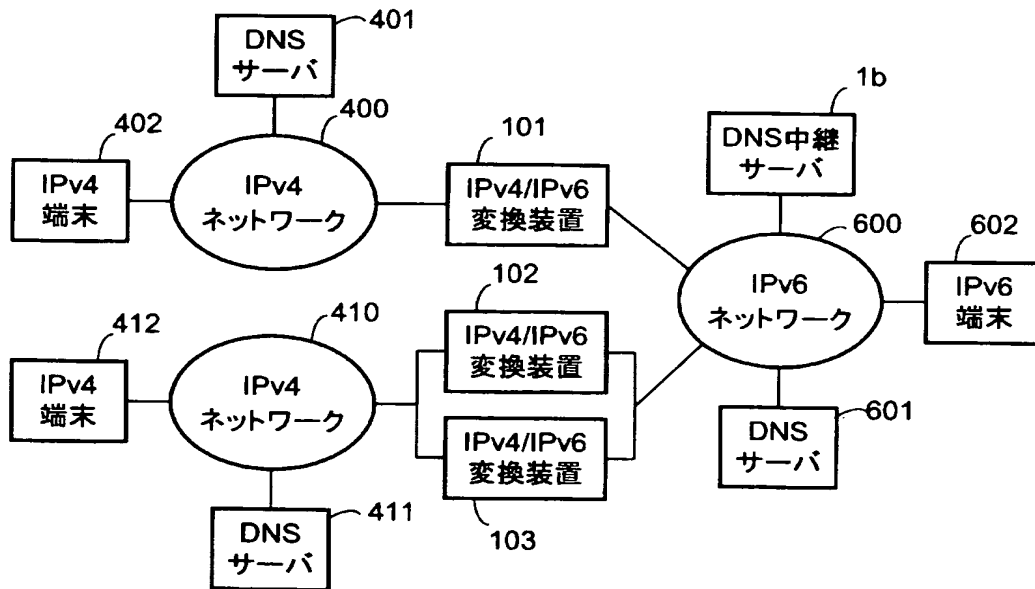 DNS
サーバ
401
402
400
IPv4
端末
IPv4
ネットワーク
101
IPv4/IPv6
変換装置
1b
DNS中継
サーバ
600
602
IPv6
ネットワーク
IPv6
端末
412
410
102
IPv4
端末
IPv4
ネットワーク
IPv4/IPv6
変換装置
IPv4/IPv6
変換装置
103
601
DNS
サーバ
DNS
サーバ
411